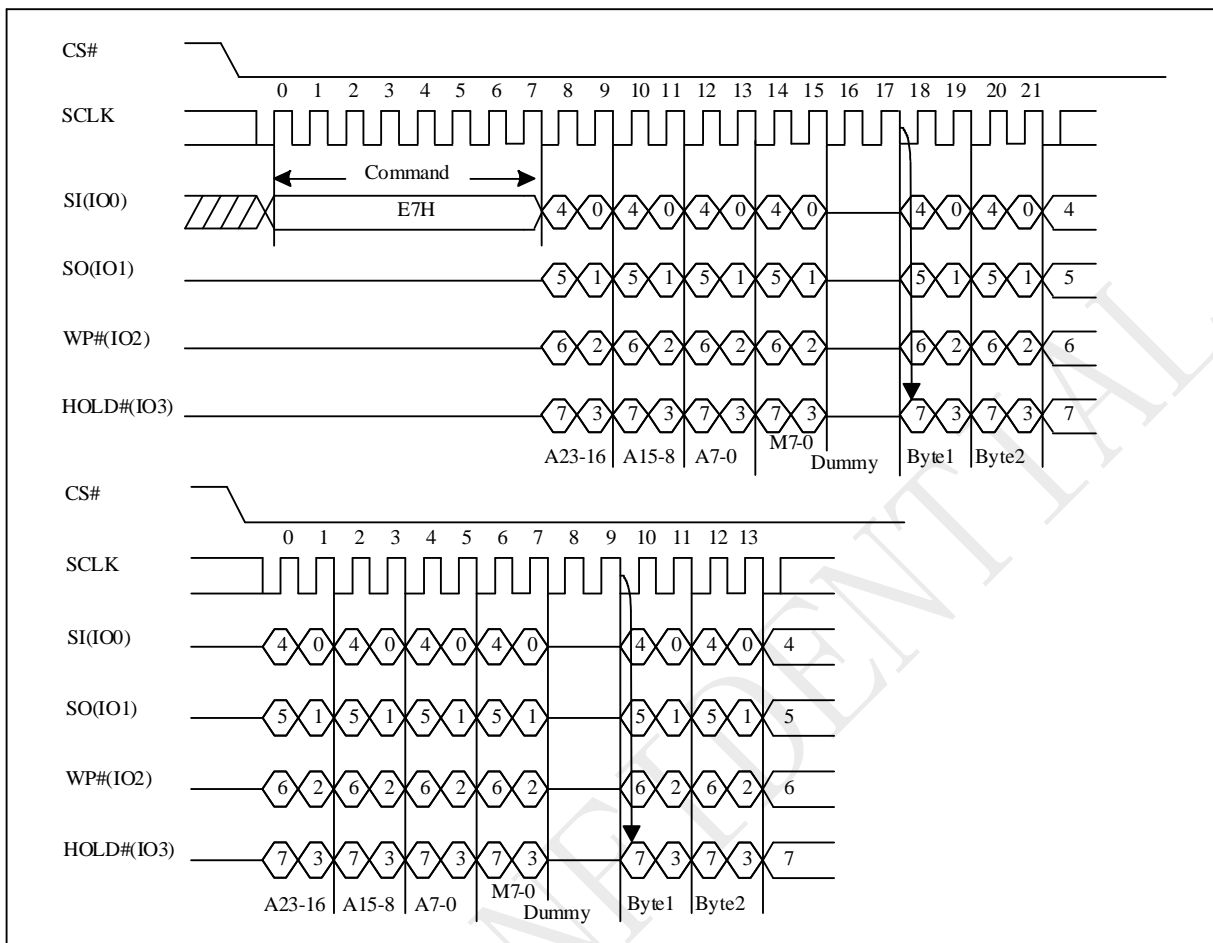 CS#
0 1 2 3 4 5 6 7 8 9 10 11 12 13 14 15 16 17 18 19 20 21
SCLK
Command
SI(IO0) E7H 4 0 4 0 4 0 4 0 4 0 4 0 4
SO(IO1) 5 1 5 1 5 1 5 1 5 1 5 1 5
WP#(IO2) 6 2 6 2 6 2 6 2 6 2 6 2 6
HOLD#(IO3) 7 3 7 3 7 3 7 3 7 3 7 3 7
A23-16 A15-8 A7-0 M7-0 Dummy Byte1 Byte2
CS#
0 1 2 3 4 5 6 7 8 9 10 11 12 13
SCLK
SI(IO0) 4 0 4 0 4 0 4 0 4 0 4 0 4
SO(IO1) 5 1 5 1 5 1 5 1 5 1 5 1 5
WP#(IO2) 6 2 6 2 6 2 6 2 6 2 6 2 6
HOLD#(IO3) 7 3 7 3 7 3 7 3 7 3 7 3 7
A23-16 A15-8 A7-0 M7-0 Dummy Byte1 Byte2